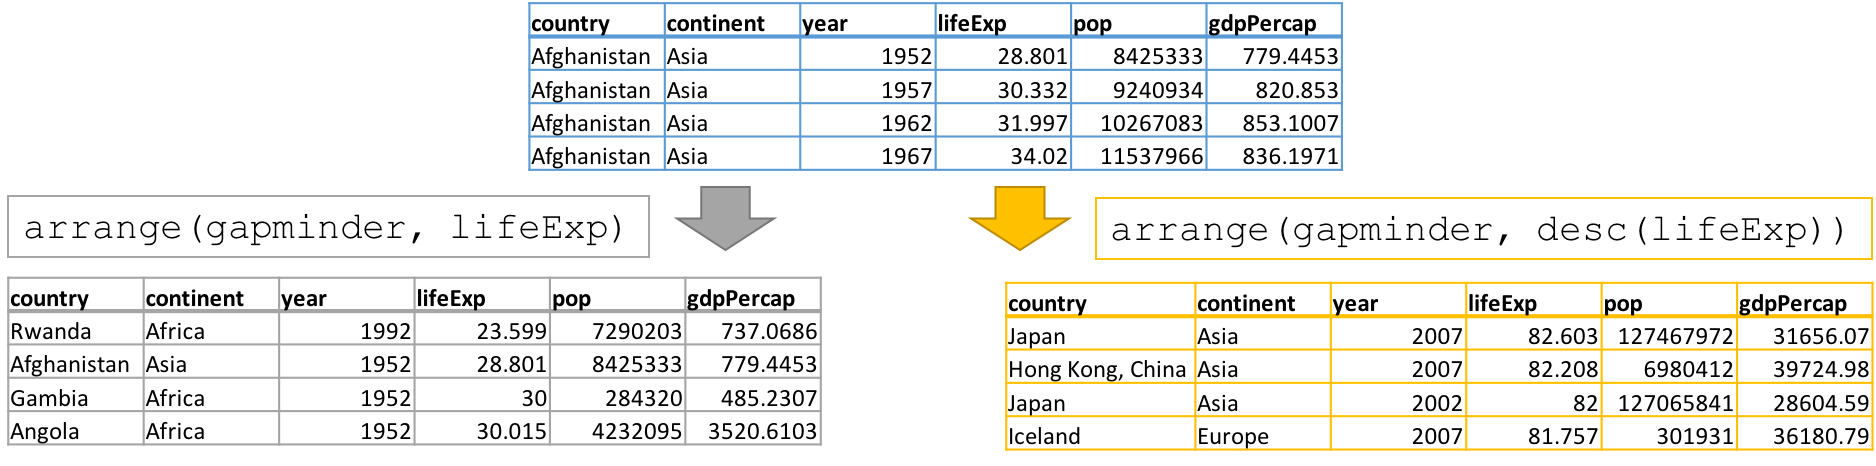 country continent year lifeExp pop gdpPercap
Afghanistan Asia 1952 28.801 8425333 779.4453
Afghanistan Asia 1957 30.332 9240934 820.853
Afghanistan Asia 1962 31.997 10267083 853.1007
Afghanistan Asia 1967 34.02 11537966 836.1971
arrange(gapminder, lifeExp)
country continent year lifeExp pop gdpPercap
Rwanda Africa 1992 23.599 7290203 737.0686
Afghanistan Asia 1952 28.801 8425333 779.4453
Gambia Africa 1952 30 284320 485.2307
Angola Africa 1952 30.015 4232095 3520.6103
arrange(gapminder, desc(lifeExp))
country continent year lifeExp pop gdpPercap
Japan Asia 2007 82.603 127467972 31656.07
Hong Kong, China Asia 2007 82.208 6980412 39724.98
Japan Asia 2002 82 127065841 28604.59
Iceland Europe 2007 81.757 301931 36180.79